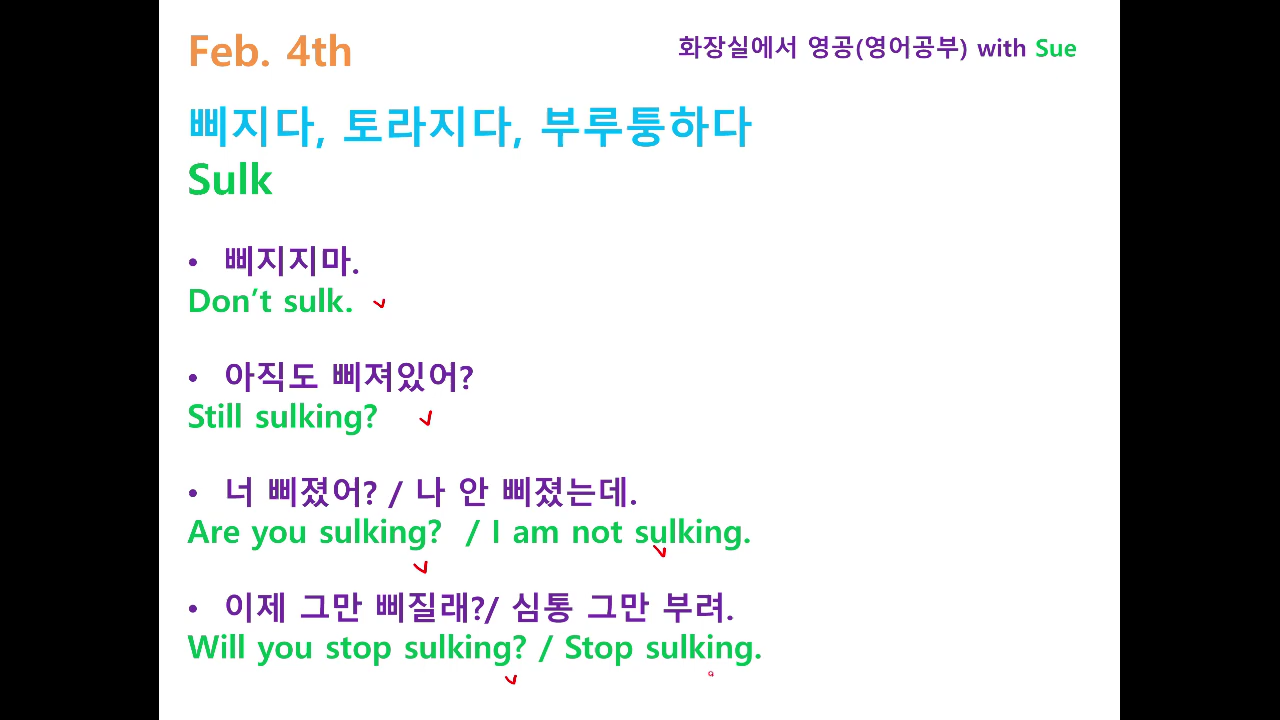 Feb. 4th
화장실에서 영공(영어공부) with Sue
삐지다, 토라지다, 부루퉁하다
Sulk
• 삐지지마.
Don't sulk.
• 아직도 삐져있어?
Still sulking?
• 너 삐졌어? / 나 안 삐졌는데.
Are you sulking? / I am not sulking.
• 이제 그만 삐질래?/ 심통 그만 부려.
Will you stop sulking? / Stop sulking.